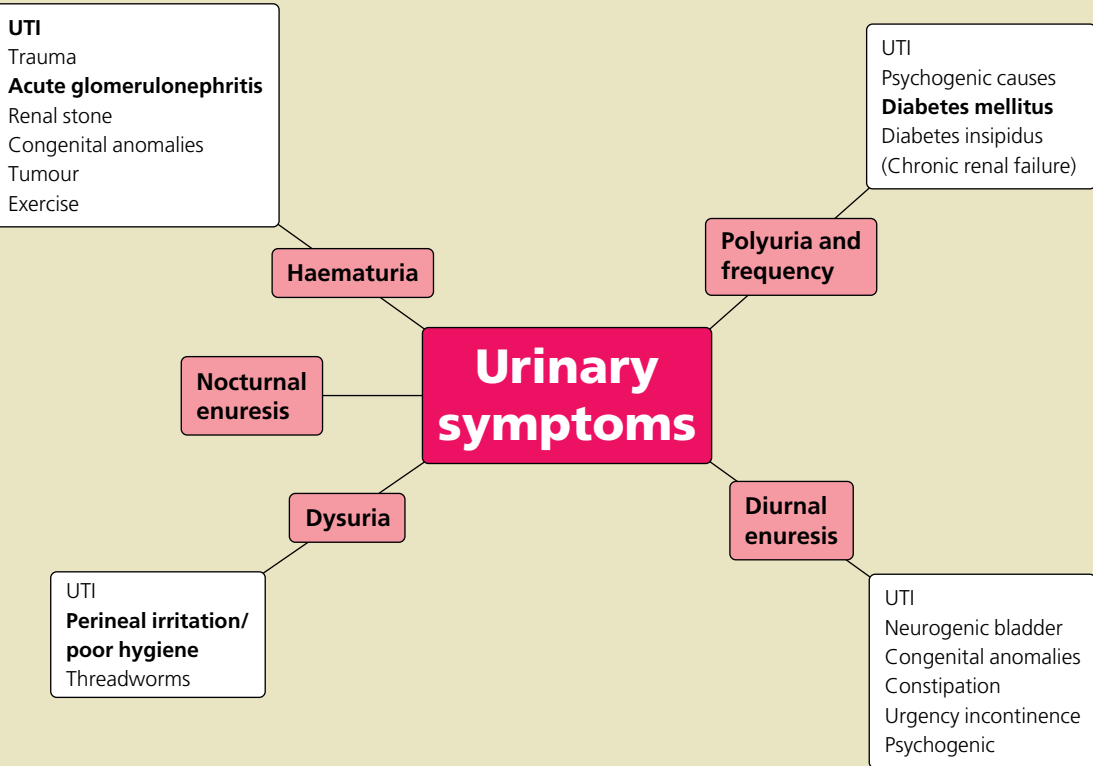 UTI
Trauma
Acute glomerulonephritis
Renal stone
Congenital anomalies
Tumour
Exercise
UTI
Psychogenic causes
Diabetes mellitus
Diabetes insipidus
(Chronic renal failure)
Haematuria
Polyuria and
frequency
Urinary
symptoms
Nocturnal
enuresis
Dysuria
Diurnal
enuresis
UTI
Perineal irritation/
poor hygiene
Threadworms
UTI
Neurogenic bladder
Congenital anomalies
Constipation
Urgency incontinence
Psychogenic